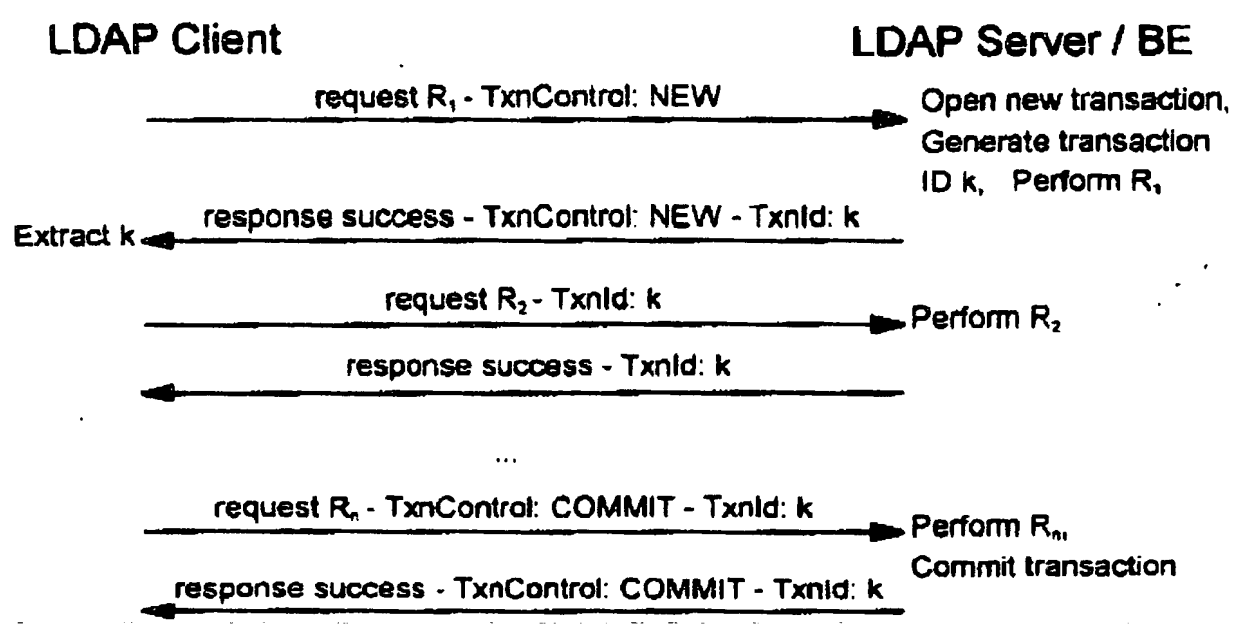 LDAP Client
LDAP Server / BE
request R₁ - TxnControl: NEW
Open new transaction,
Generate transaction
ID k, Perform R₁
response success - TxnControl: NEW - TxnId: k
Extract k
request R₂ - TxnId: k
Perform R₂
response success - TxnId: k
...
request Rₙ - TxnControl: COMMIT - TxnId: k
Perform Rₙ,
Commit transaction
response success - TxnControl: COMMIT - TxnId: k